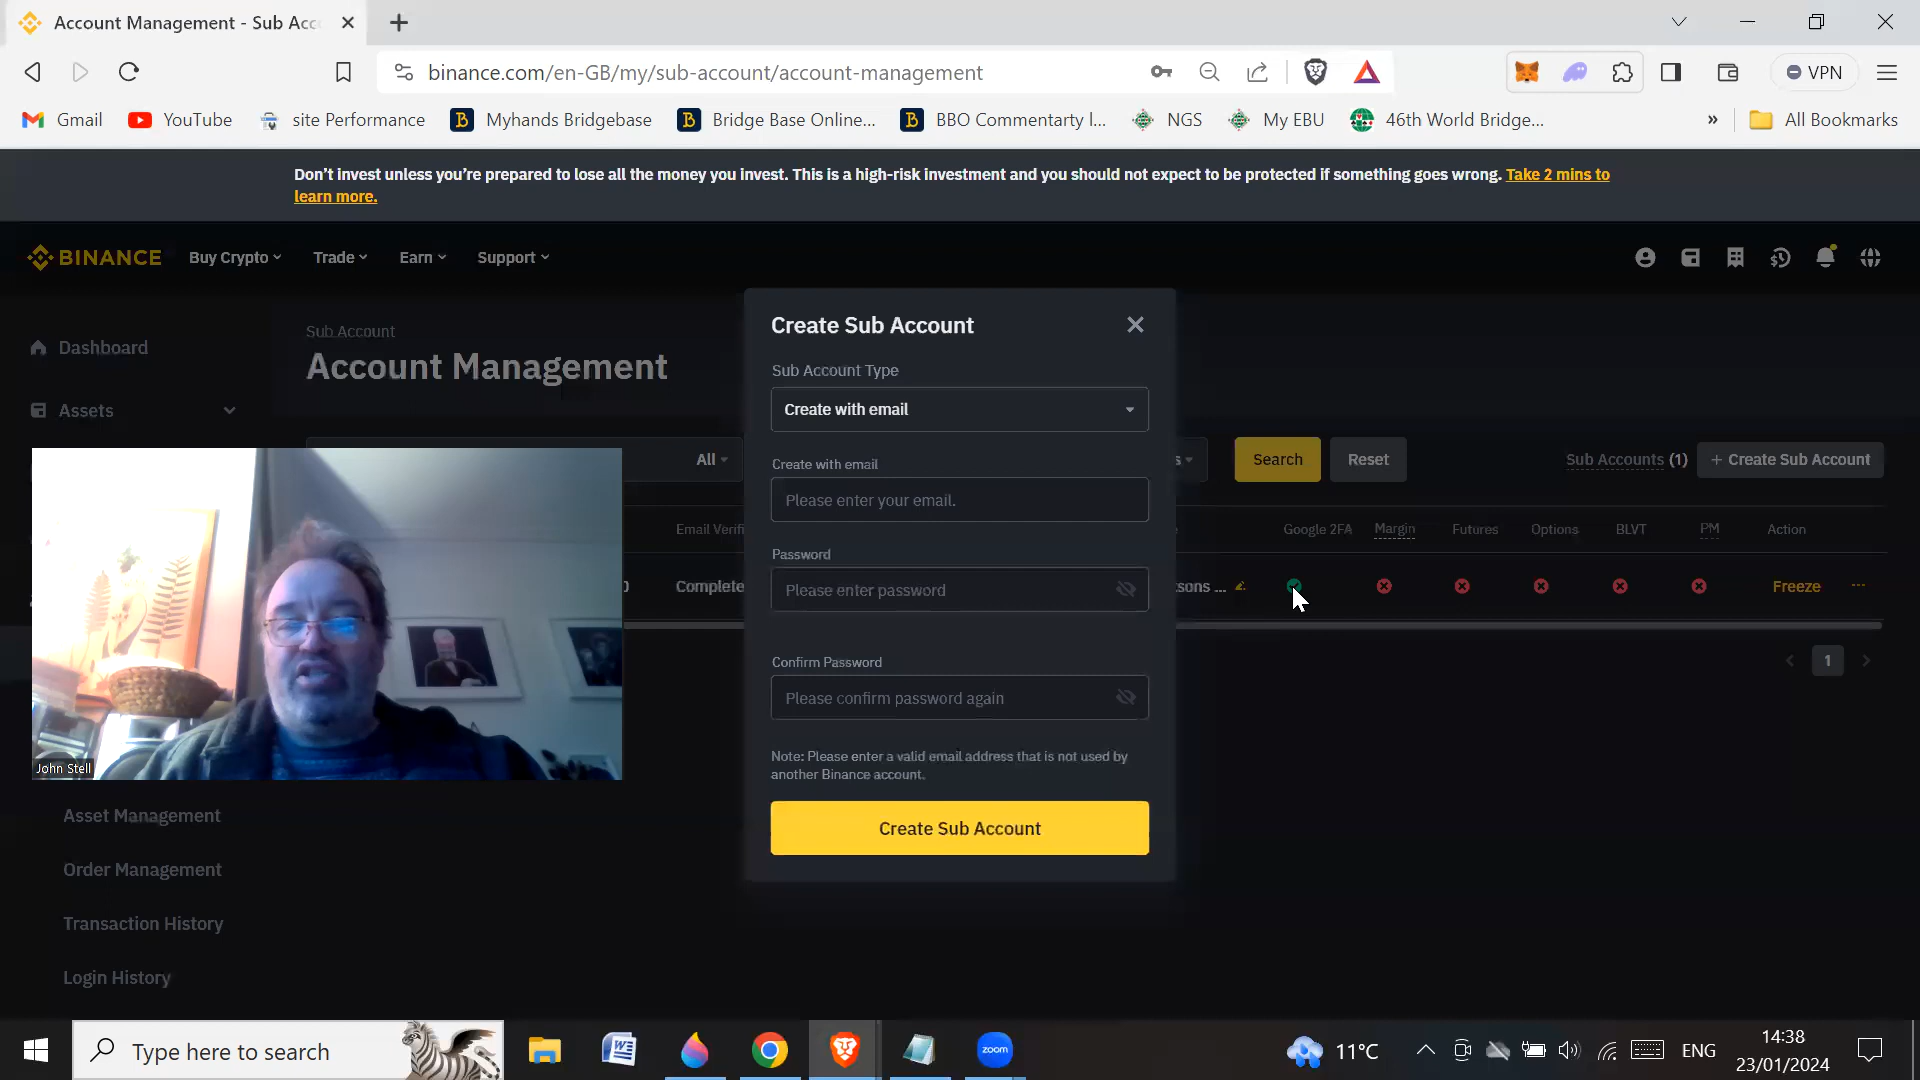 Account Management - Sub Acc
binance.com/en-GB/my/sub-account/account-management
VPN
Gmail
YouTube
site Performance
Myhands Bridgebase
Bridge Base Online...
BBO Commentarty l...
NGS
My EBU
46th World Bridge...
»
All Bookmarks
Don't invest unless you're prepared to lose all the money you invest. This is a high-risk investment and you should not expect to be protected if something goes wrong. Take 2 mins to
learn more.
BINANCE
Buy Crypto
Trade
Earn
Support
Dashboard
Assets
Sub Account
Account Management
All
s
Search
Reset
Sub Accounts (1)
+ Create Sub Account
Email Verifi
Google 2FA
Margin
Futures
Options
BLVT
PM
Action
Complete
sons ...
Freeze
1
Create Sub Account
Sub Account Type
Create with email
Create with email
Please enter your email.
Password
Please enter password
Confirm Password
Please confirm password again
Note: Please enter a valid email address that is not used by
another Binance account.
Create Sub Account
John Stell
Asset Management
Order Management
Transaction History
Login History
Type here to search
zoom
11°C
ENG
14:38
23/01/2024